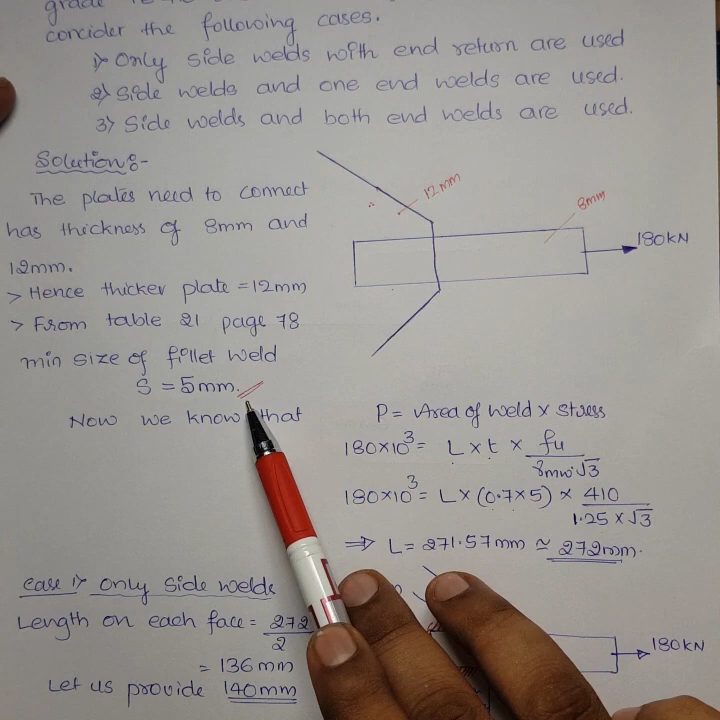 grade
concider the following cases.
1) Only side welds with end return are used
2) Side welds and one end welds are used.
3) Side welds and both end welds are used.
Solution:-
The plates need to connect
has thickness of 8mm and
12mm.
> Hence thicker plate = 12mm
> From table 21 page 78
min size of fillet weld
S = 5mm.
Now we know that
12mm
8mm
180KN
P = Area of weld x Stress
180x10³ = L x t x fu/γmw·√3
180x10³ = L x (0.7x5) x 410/1.25 x √3
⇒ L = 271.57mm ≃ 272mm.
case 1) Only Side welds
Length on each face = 272/2
= 136mm
Let us provide 140mm
180KN